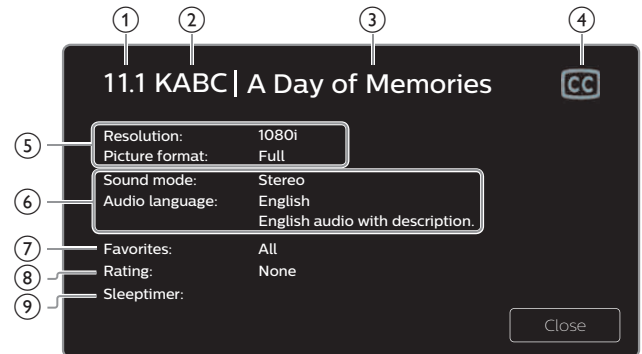 1 2 3 4
11.1 KABC | A Day of Memories CC
5 Resolution: 1080i
Picture format: Full
6 Sound mode: Stereo
Audio language: English
English audio with description.
7 Favorites: All
8 Rating: None
9 Sleeptimer:
Close